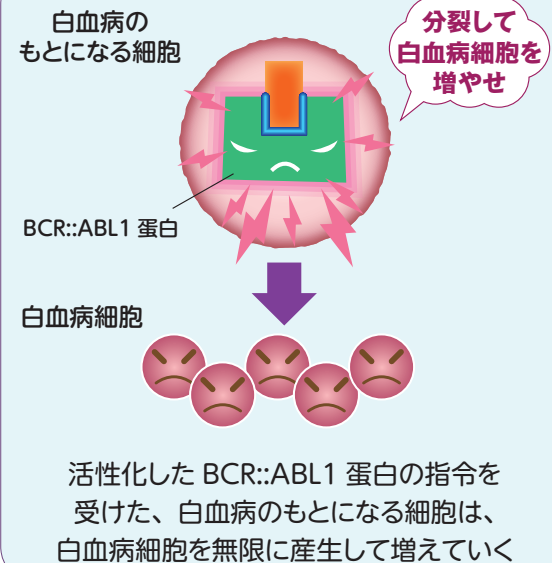 白血病の
もとになる細胞
分裂して
白血病細胞を
増やせ
BCR::ABL1 蛋白
白血病細胞
活性化した BCR::ABL1 蛋白の指令を
受けた、白血病のもとになる細胞は、
白血病細胞を無限に産生して増えていく